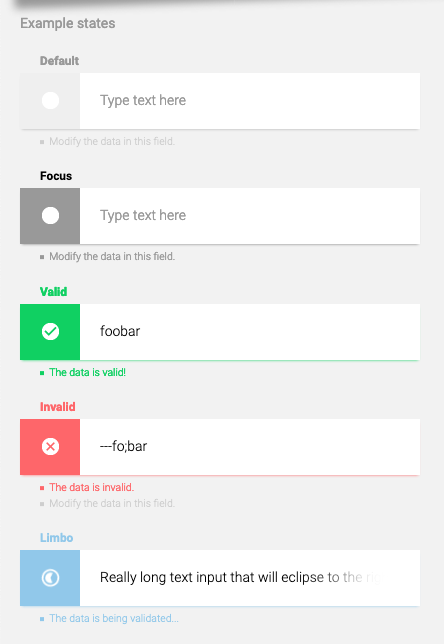 Example states
Default
Type text here
Modify the data in this field.
Focus
Type text here
Modify the data in this field.
Valid
foobar
The data is valid!
Invalid
---fo;bar
The data is invalid.
Modify the data in this field.
Limbo
Really long text input that will eclipse to the
The data is being validated...